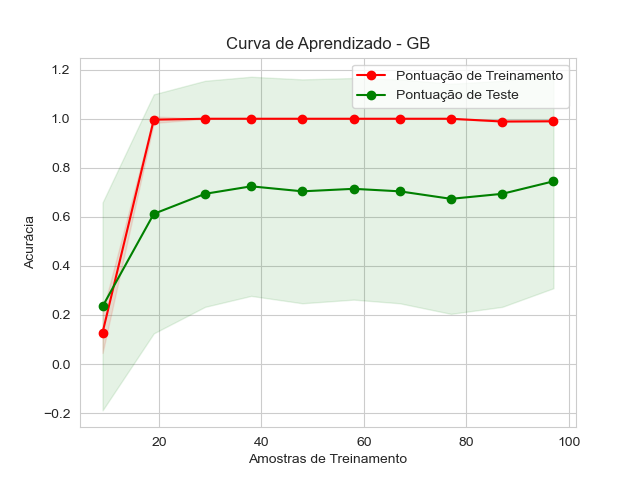 Curva de Aprendizado - GB
Pontuação de Treinamento
Pontuação de Teste
Acurácia
1.2
1.0
0.8
0.6
0.4
0.2
0.0
−0.2
20 40 60 80 100
Amostras de Treinamento